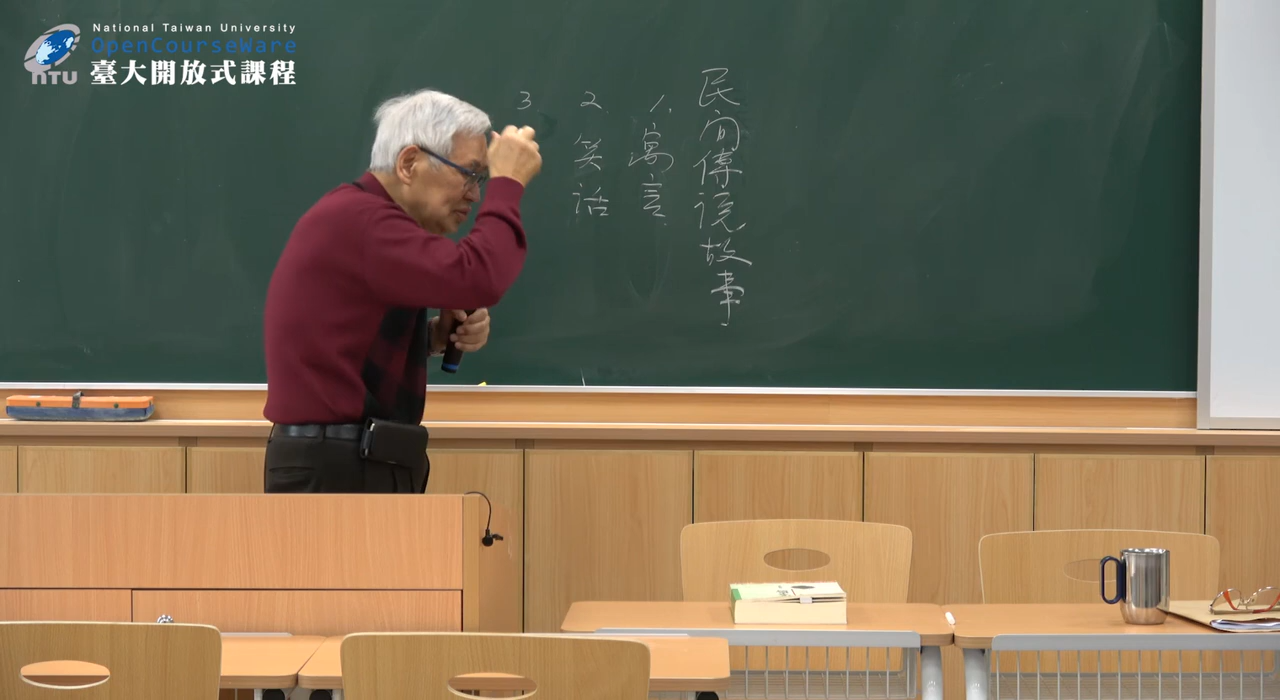 National Taiwan University
OpenCourseWare
NTU
臺大開放式課程
民間傳說故事
1. 寓言
2. 笑話
3